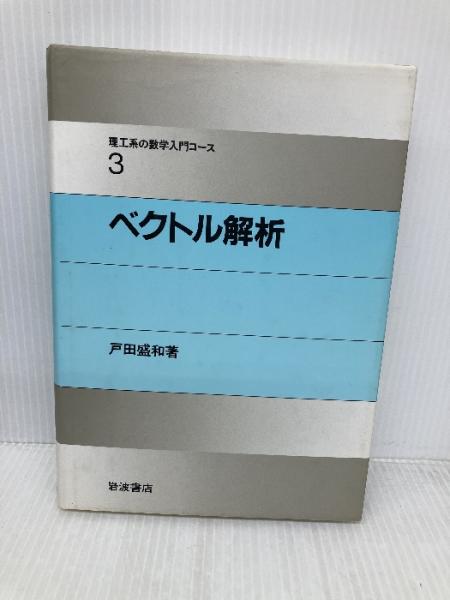 理工系の数学入門コース
3
ベクトル解析
戸田盛和著
岩波書店